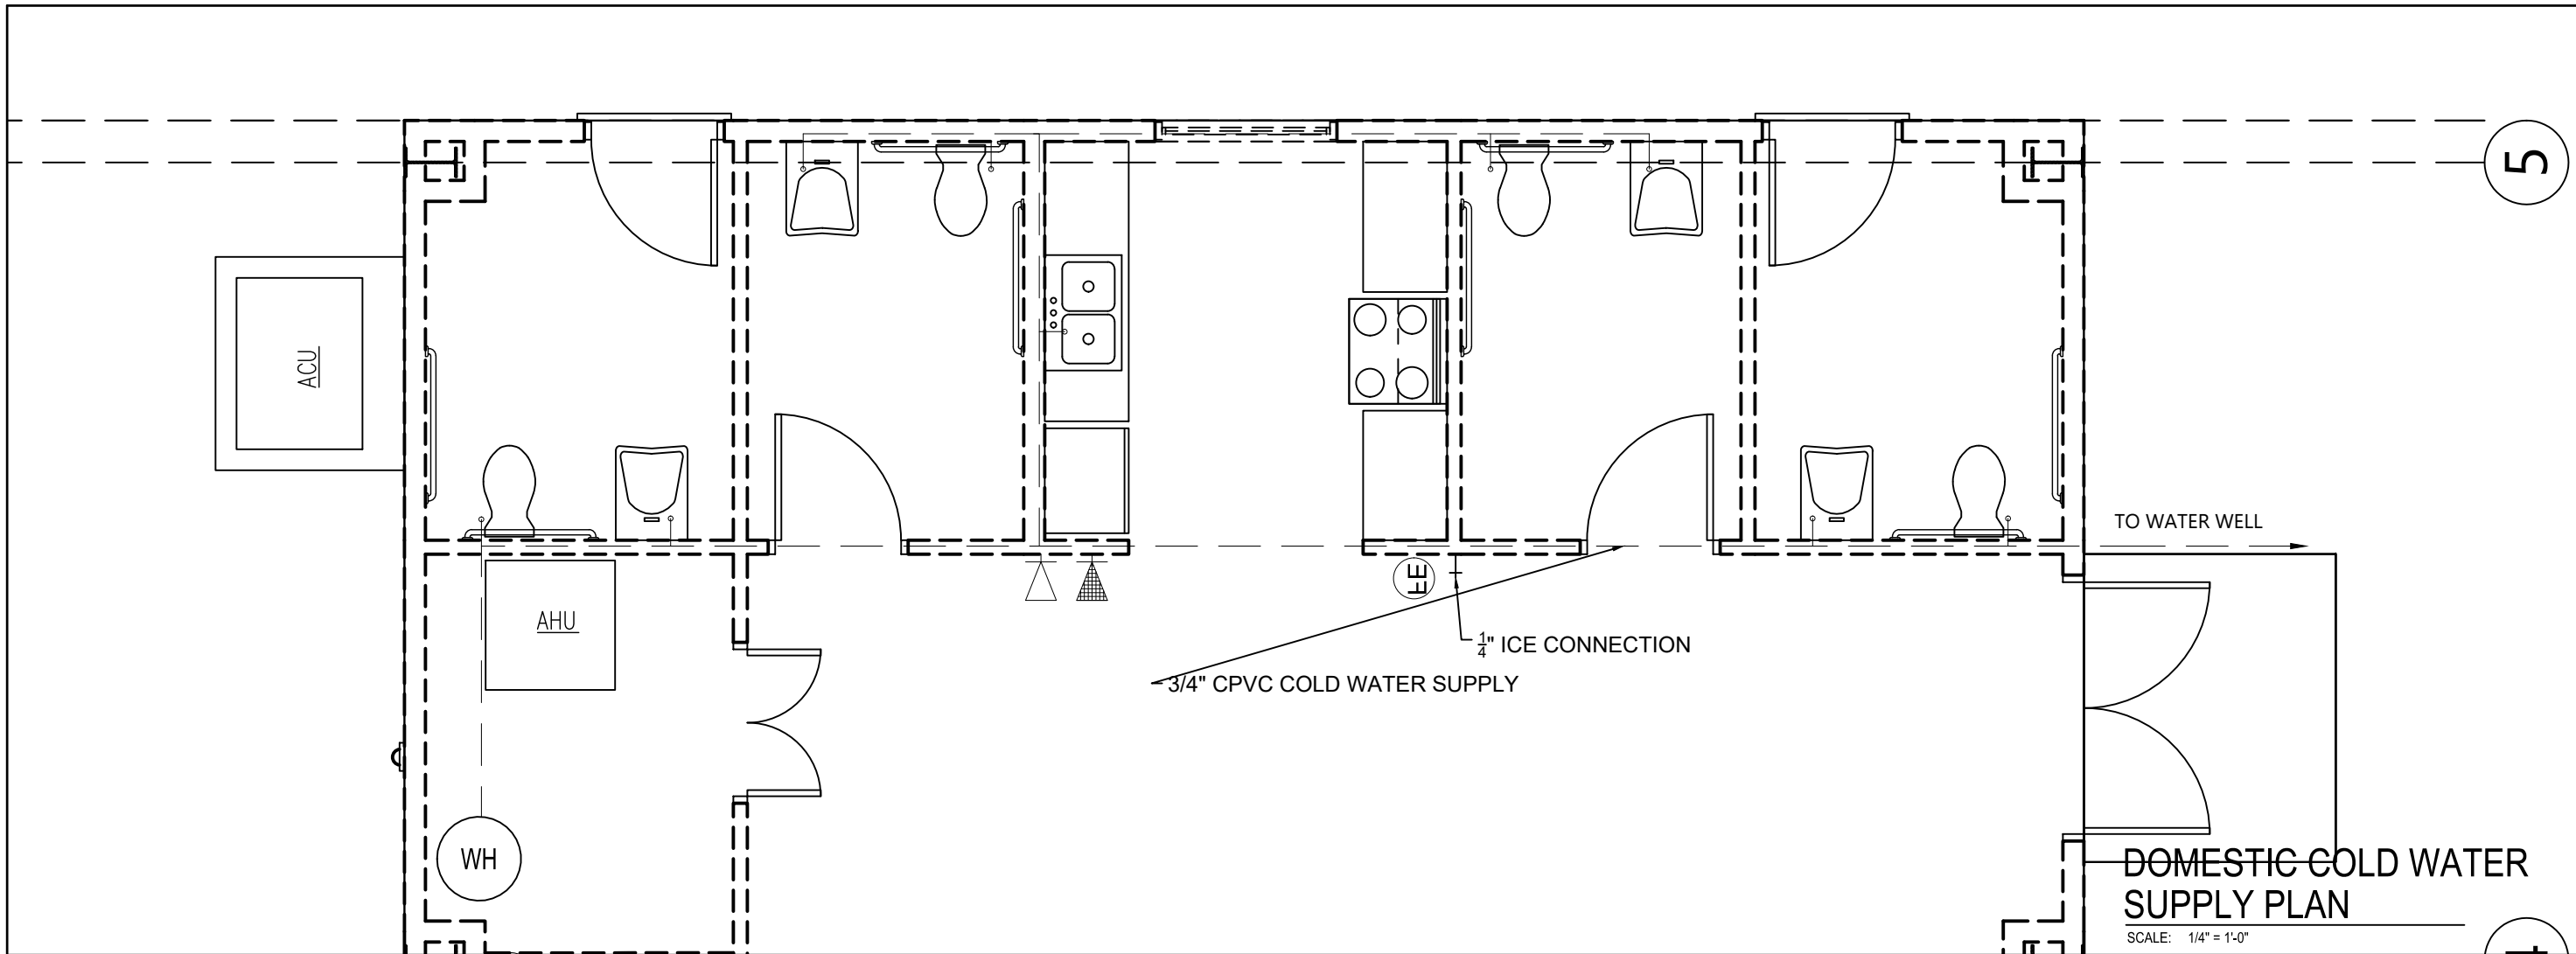 5
ACU
TO WATER WELL
AHU
1/4" ICE CONNECTION
3/4" CPVC COLD WATER SUPPLY
WH
DOMESTIC COLD WATER
SUPPLY PLAN
SCALE: 1/4" = 1'-0"